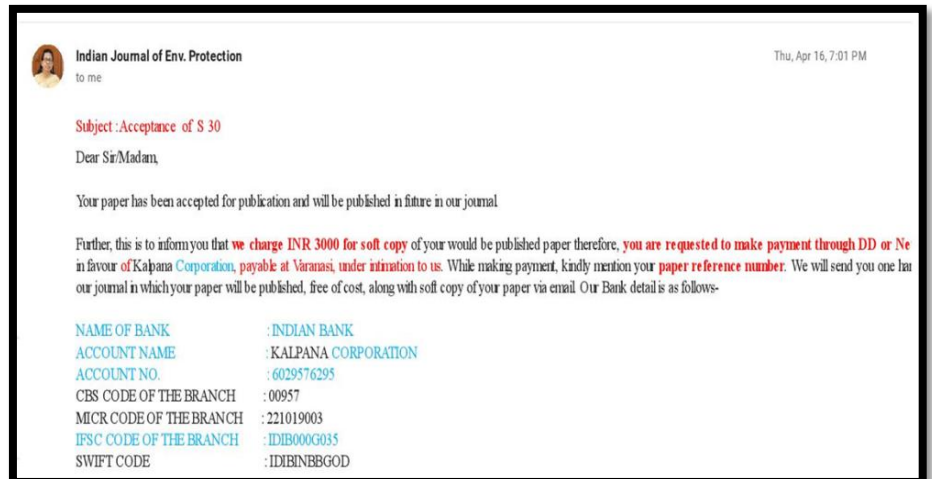 Indian Journal of Env. Protection
Thu, Apr 16, 7:01 PM
to me
Subject :Acceptance of S 30
Dear Sir/Madam,
Your paper has been accepted for publication and will be published in future in our journal
Further, this is to inform you that we charge INR 3000 for soft copy of your would be published paper therefore, you are requested to make payment through DD or Ne
in favour of Kalpana Corporation, payable at Varanasi, under intimation to us. While making payment, kindly mention your paper reference number. We will send you one har
our journal in which your paper will be published, free of cost, along with soft copy of your paper via email. Our Bank detail is as follows-
NAME OF BANK : INDIAN BANK
ACCOUNT NAME : KALPANA CORPORATION
ACCOUNT NO. : 6029576295
CBS CODE OF THE BRANCH : 00957
MICR CODE OF THE BRANCH : 221019003
IFSC CODE OF THE BRANCH : IDIB000G035
SWIFT CODE : IDIBINBBGOD